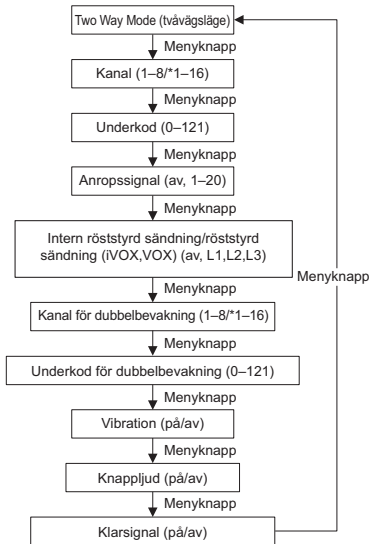 Two Way Mode (tvåvägsläge)
Menyknapp
Kanal (1–8/*1–16)
Menyknapp
Underkod (0–121)
Menyknapp
Anropssignal (av, 1–20)
Menyknapp
Intern röststyrd sändning/röststyrd
sändning (iVOX,VOX) (av, L1,L2,L3)
Menyknapp
Menyknapp
Kanal för dubbelbevakning (1–8/*1–16)
Menyknapp
Underkod för dubbelbevakning (0–121)
Menyknapp
Vibration (på/av)
Menyknapp
Knappljud (på/av)
Menyknapp
Klarsignal (på/av)